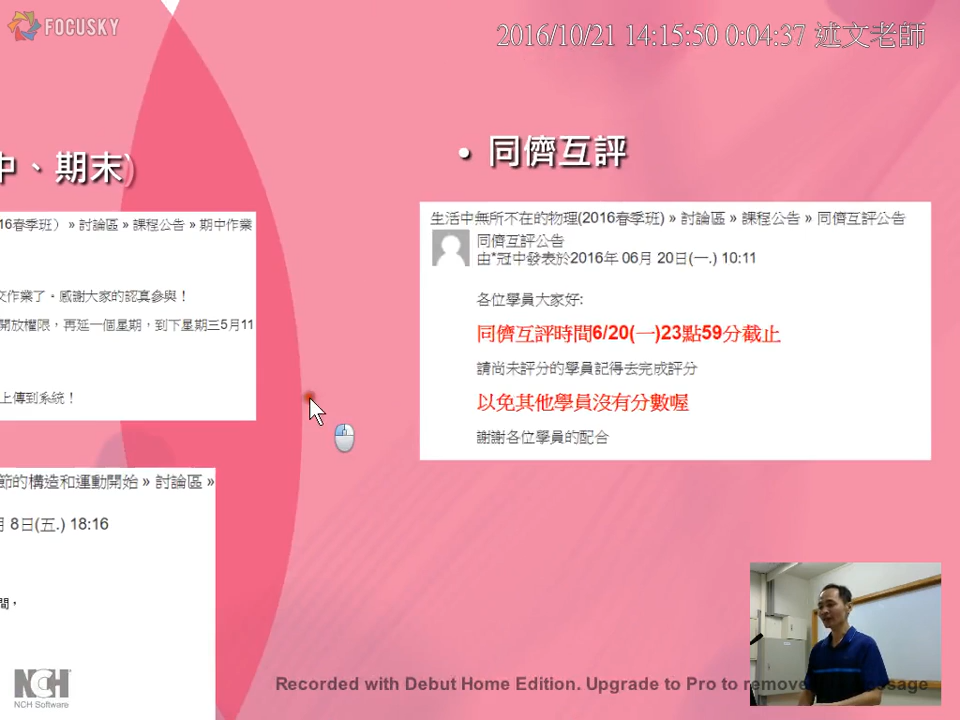 FOCUSKY
2016/10/21 14:15:50 0:04:37 述文老師
中、期末)
• 同儕互評
16春季班） » 討論區 » 課程公告 » 期中作業
交作業了。感謝大家的認真參與！
開放權限，再延一個星期，到下星期三5月11
上傳到系統！
生活中無所不在的物理(2016春季班) » 討論區 » 課程公告 » 同儕互評公告
同儕互評公告
由*冠中發表於2016年 06月 20日(一.) 10:11
各位學員大家好:
同儕互評時間6/20(一)23點59分截止
請尚未評分的學員記得去完成評分
以免其他學員沒有分數喔
謝謝各位學員的配合
節的構造和運動開始 » 討論區 »
月 8日(五.) 18:16
間，
NCH
NCH Software
Recorded with Debut Home Edition. Upgrade to Pro to remove